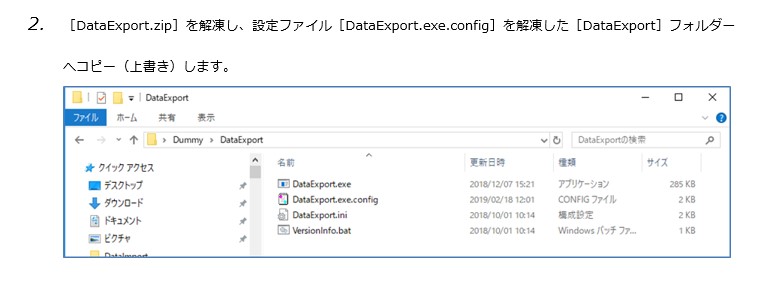 2. ［DataExport.zip］を解凍し、設定ファイル［DataExport.exe.config］を解凍した［DataExport］フォルダー
へコピー（上書き）します。
DataExport
ファイル ホーム 共有 表示
Dummy DataExport DataExportの検索
クイック アクセス
デスクトップ
ダウンロード
ドキュメント
ピクチャ
DataImport
名前 更新日時 種類 サイズ
DataExport.exe 2018/12/07 15:21 アプリケーション 285 KB
DataExport.exe.config 2019/02/18 12:01 CONFIG ファイル 2 KB
DataExport.ini 2018/10/01 10:14 構成設定 2 KB
VersionInfo.bat 2018/10/01 10:14 Windows バッチ ファ... 1 KB